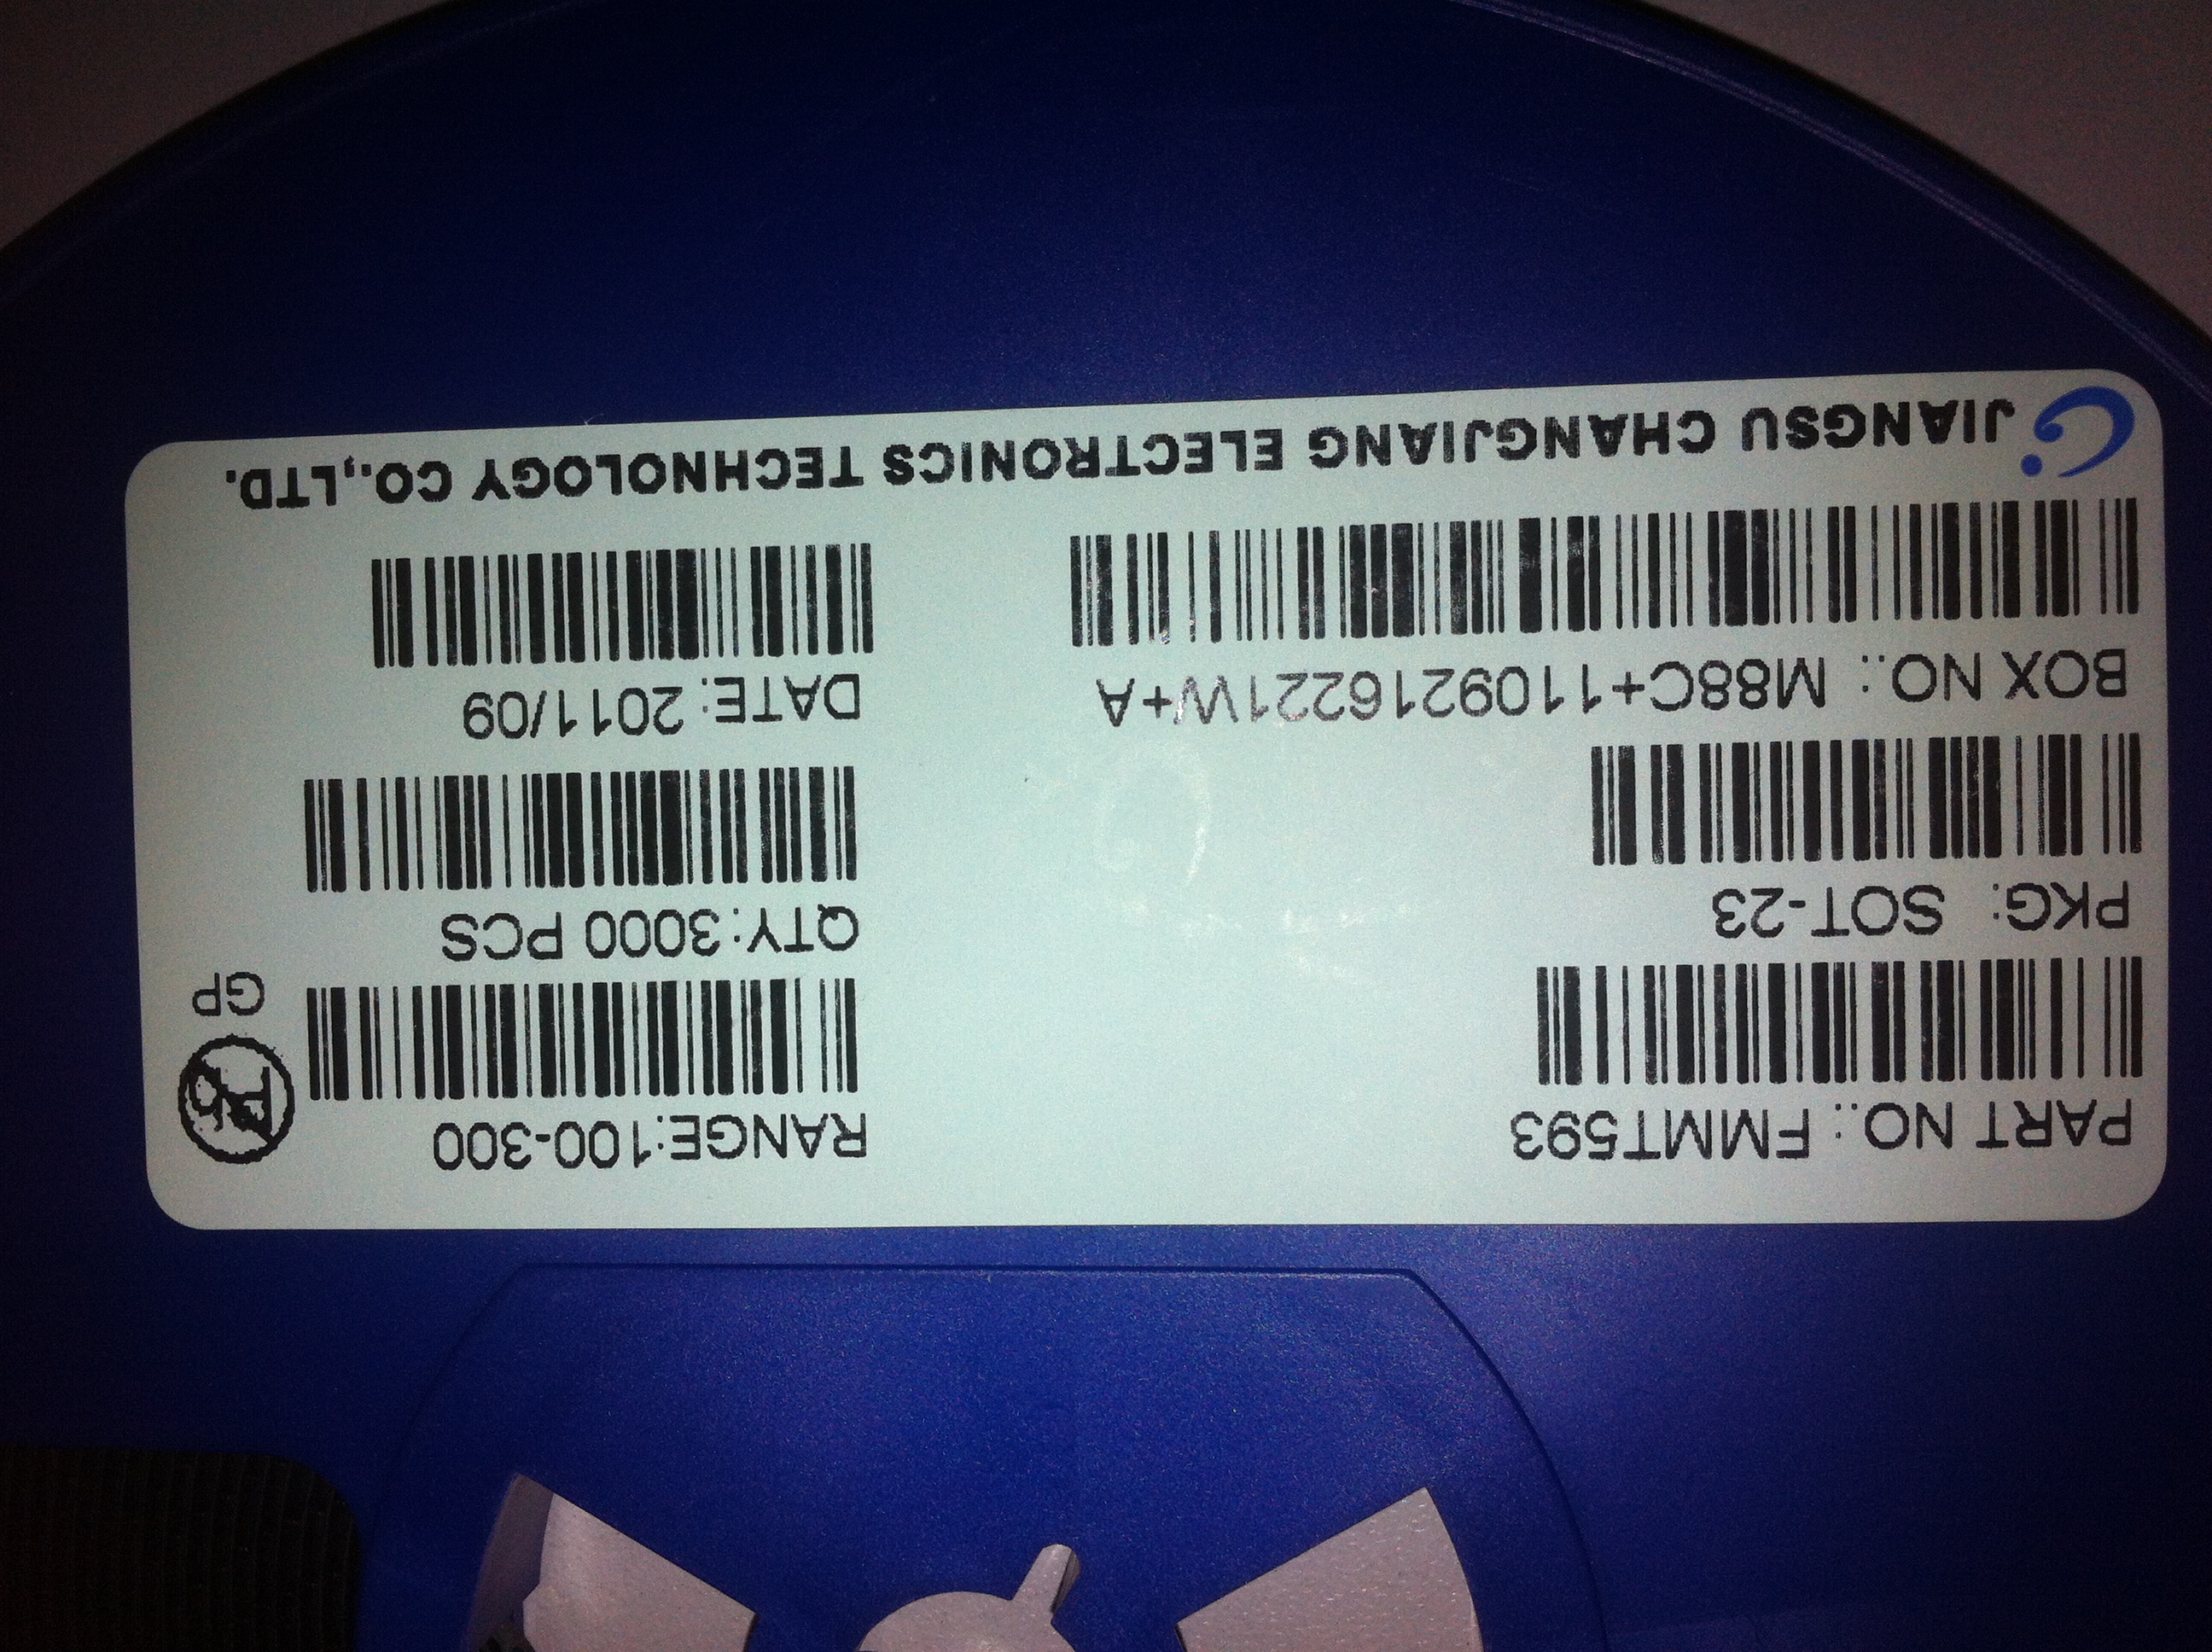 PART NO.: FMMT593
RANGE:100-300
PKG: SOT-23
QTY:3000 PCS
BOX NO.: M88C+1109216221W+A
DATE: 2011/09
JIANGSU CHANGJIANG ELECTRONICS TECHNOLOGY CO.,LTD.
Pb
GP